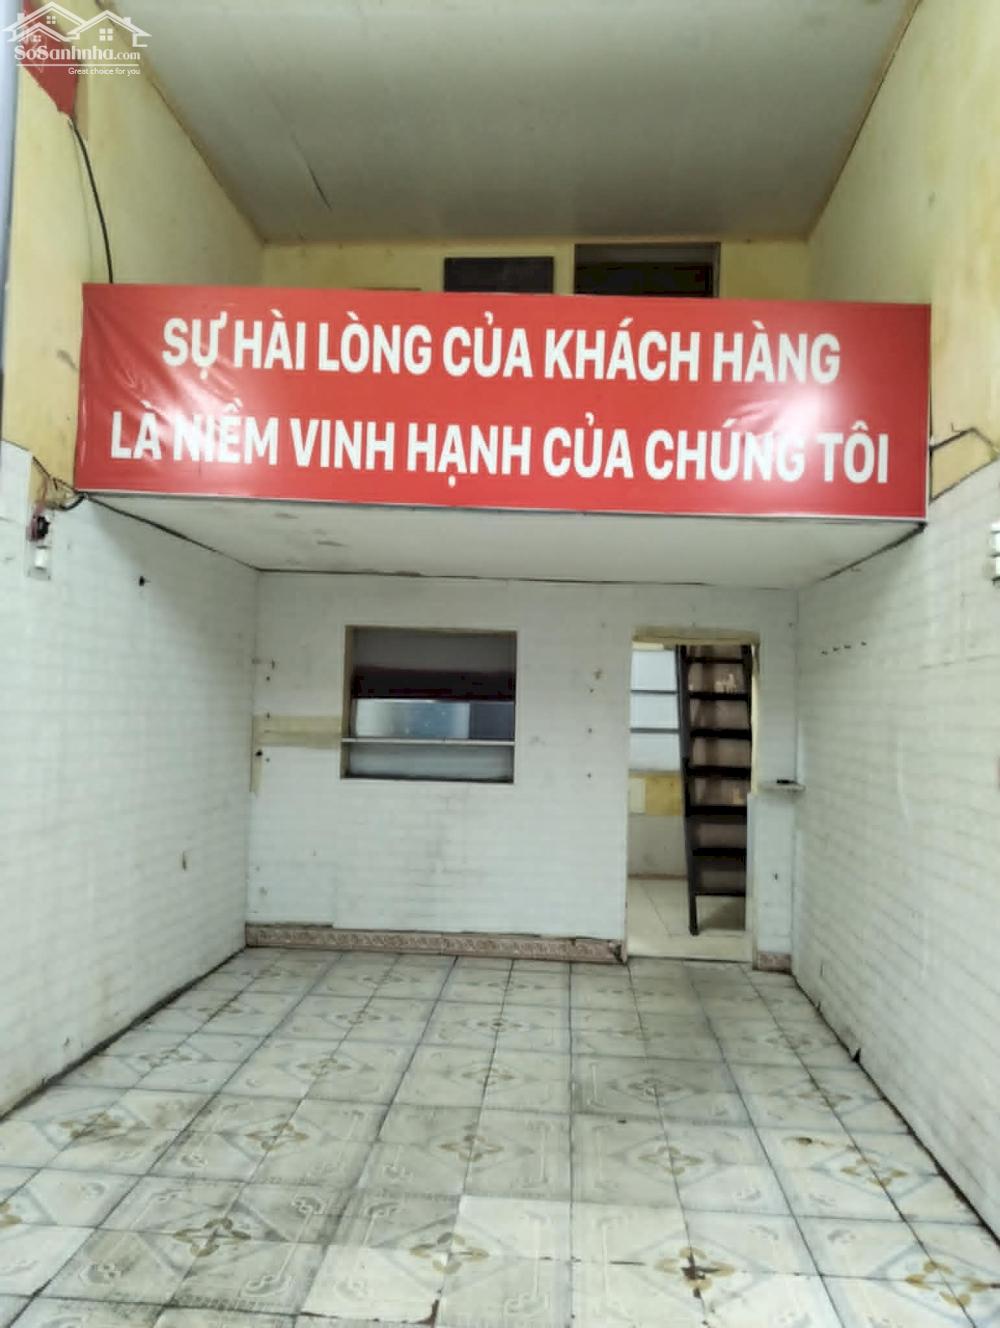 SoSanhnha.com
Great choice for you
SỰ HÀI LÒNG CỦA KHÁCH HÀNG
LÀ NIỀM VINH HẠNH CỦA CHÚNG TÔI